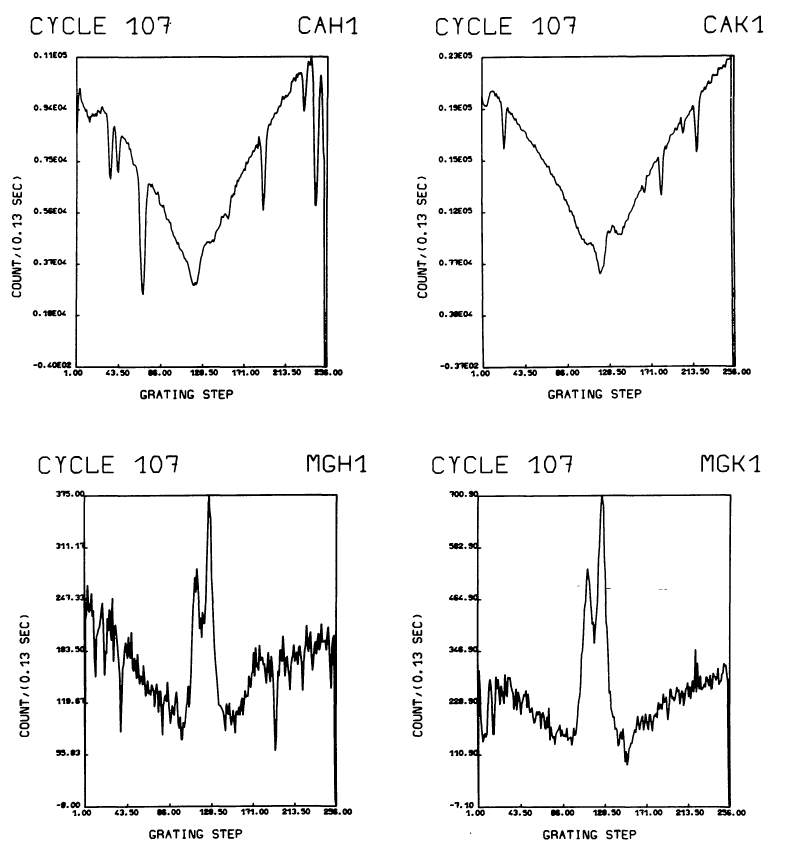 CYCLE 107 CAH1
0.11E05
0.94E04
0.75E04
0.56E04
0.37E04
0.18E04
-0.40E02
1.00 43.50 86.00 128.50 171.00 213.50 256.00
COUNT/(0.13 SEC)
GRATING STEP
CYCLE 107 CAK1
0.23E05
0.19E05
0.15E05
0.12E05
0.77E04
0.38E04
-0.37E02
1.00 43.50 86.00 128.50 171.00 213.50 256.00
COUNT/(0.13 SEC)
GRATING STEP
CYCLE 107 MGH1
375.00
311.17
247.33
183.50
119.67
55.83
-8.00
1.00 43.50 86.00 128.50 171.00 213.50 256.00
COUNT/(0.13 SEC)
GRATING STEP
CYCLE 107 MGK1
700.90
582.90
464.90
346.90
228.90
110.90
-7.10
1.00 43.50 86.00 128.50 171.00 213.50 256.00
COUNT/(0.13 SEC)
GRATING STEP